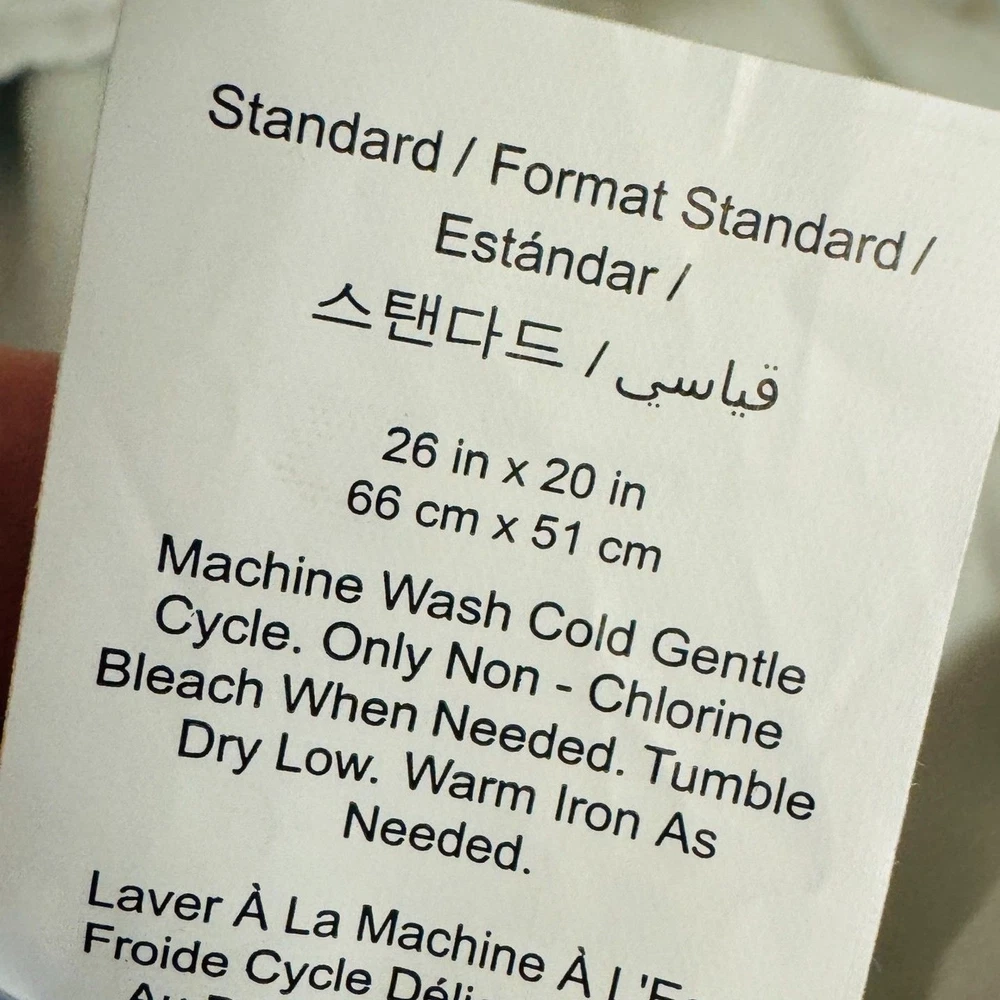 Standard / Format Standard /
Estándar /
스탠다드 / قياسي
26 in x 20 in
66 cm x 51 cm
Machine Wash Cold Gentle
Cycle. Only Non - Chlorine
Bleach When Needed. Tumble
Dry Low. Warm Iron As
Needed.
Laver À La Machine À
Froide Cycle